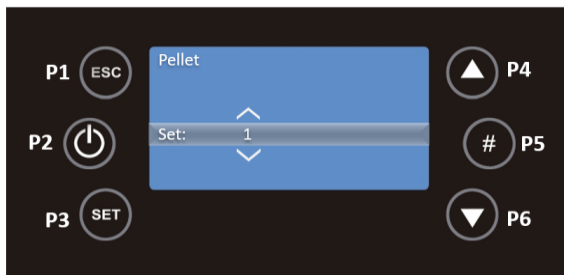 P1 ESC
Pellet
P4
P2
Set: 1
# P5
P3 SET
P6